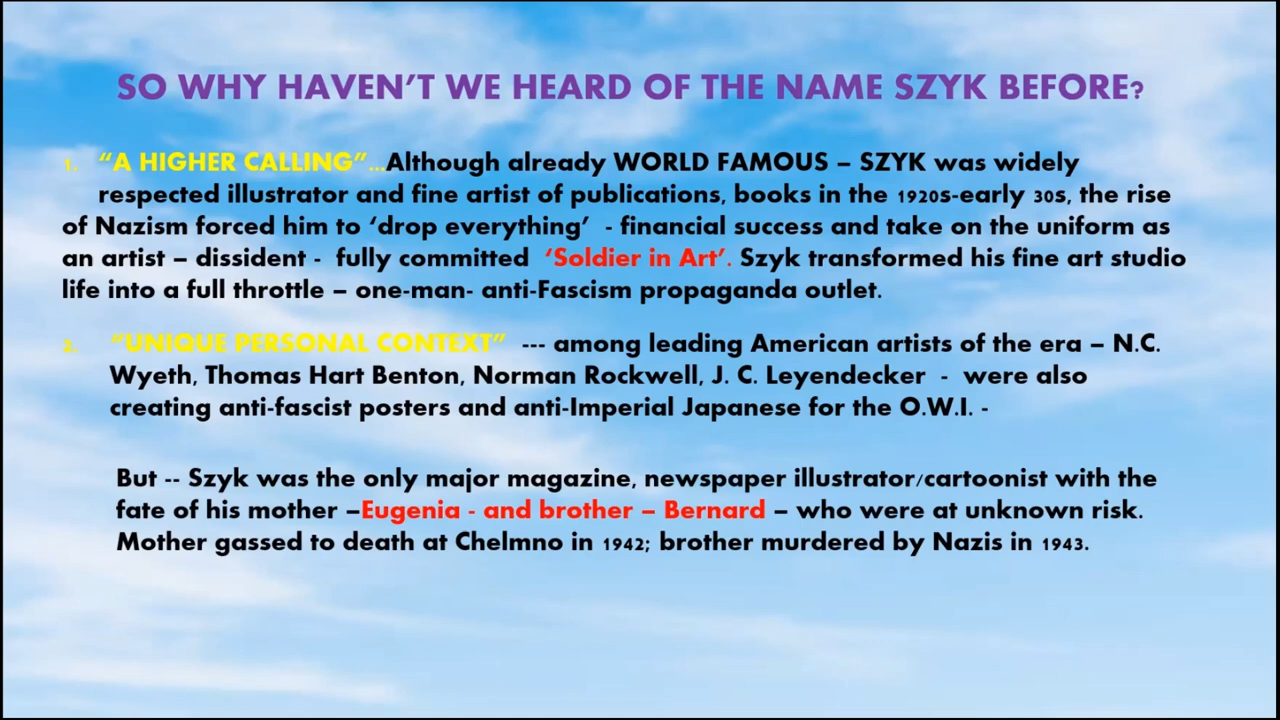 SO WHY HAVEN’T WE HEARD OF THE NAME SZYK BEFORE?
1. “A HIGHER CALLING”...Although already WORLD FAMOUS – SZYK was widely
respected illustrator and fine artist of publications, books in the 1920s-early 30s, the rise
of Nazism forced him to ‘drop everything’ - financial success and take on the uniform as
an artist – dissident - fully committed ‘Soldier in Art’. Szyk transformed his fine art studio
life into a full throttle – one-man- anti-Fascism propaganda outlet.
2. “UNIQUE PERSONAL CONTEXT” --- among leading American artists of the era – N.C.
Wyeth, Thomas Hart Benton, Norman Rockwell, J. C. Leyendecker - were also
creating anti-fascist posters and anti-Imperial Japanese for the O.W.I. -
But -- Szyk was the only major magazine, newspaper illustrator/cartoonist with the
fate of his mother –Eugenia - and brother – Bernard – who were at unknown risk.
Mother gassed to death at Chelmno in 1942; brother murdered by Nazis in 1943.